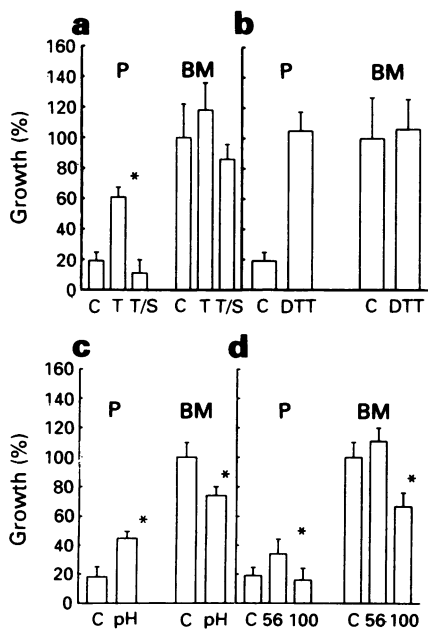 a b
160
P BM P BM
140
120
100
80
*
60
40
20
0
Growth (%)
C T T/S C T T/S C DTT C DTT
c d
160
P BM P BM
140
120
100
80
* * * *
60
40
20
0
Growth (%)
C pH C pH C 56 100 C 56 100